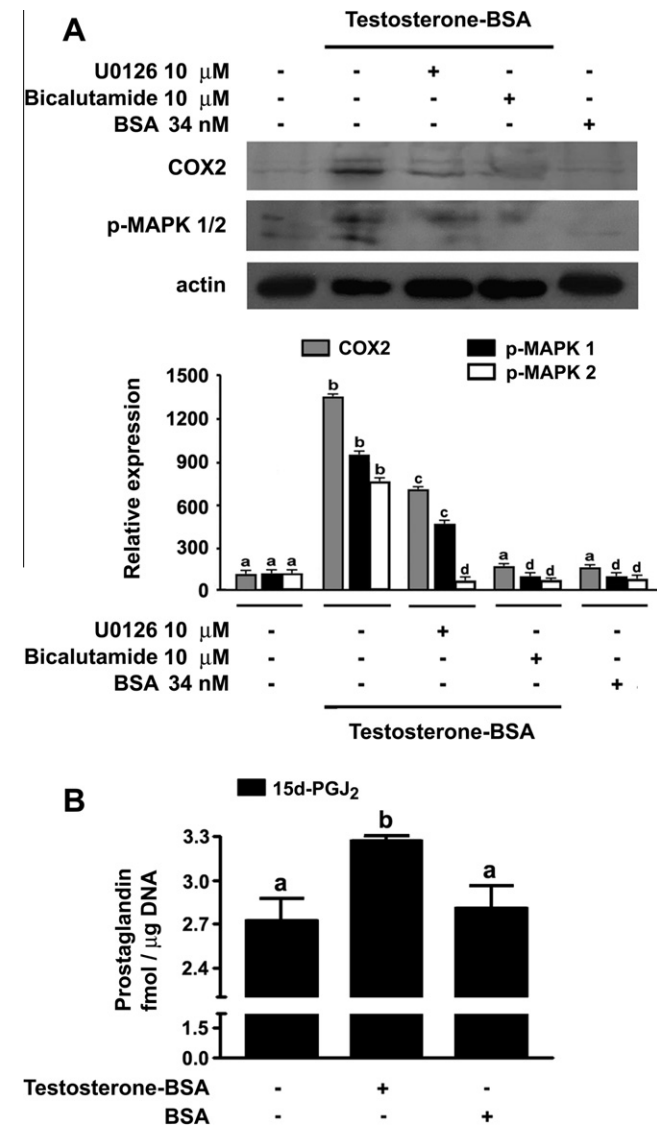 A
Testosterone-BSA
U0126 10 μM - - + - -
Bicalutamide 10 μM - - - + -
BSA 34 nM - - - - +
COX2
p-MAPK 1/2
actin
COX2 p-MAPK 1
p-MAPK 2
Relative expression
1500
1200
900
600
300
0
a a a b b b c c d a d d a d d
U0126 10 μM - - + - -
Bicalutamide 10 μM - - - + -
BSA 34 nM - - - - +
Testosterone-BSA
B
15d-PGJ2
Prostaglandin
fmol / μg DNA
3.3
3.0
2.7
2.4
1.5
0.0
a b a
Testosterone-BSA - + -
BSA - - +